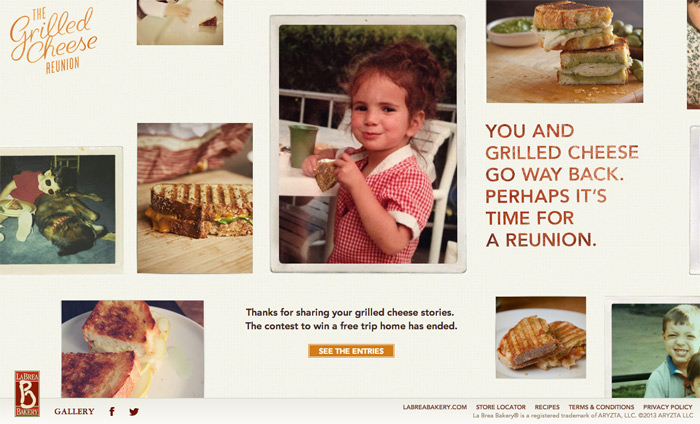 THE
Grilled
Cheese
REUNION
YOU AND
GRILLED CHEESE
GO WAY BACK.
PERHAPS IT'S
TIME FOR
A REUNION.
Thanks for sharing your grilled cheese stories.
The contest to win a free trip home has ended.
SEE THE ENTRIES
LA BREA
B
BAKERY
GALLERY
LABREABAKERY.COM STORE LOCATOR RECIPES TERMS & CONDITIONS PRIVACY POLICY
La Brea Bakery® is a registered trademark of ARYZTA, LLC. ©2013 ARYZTA LLC